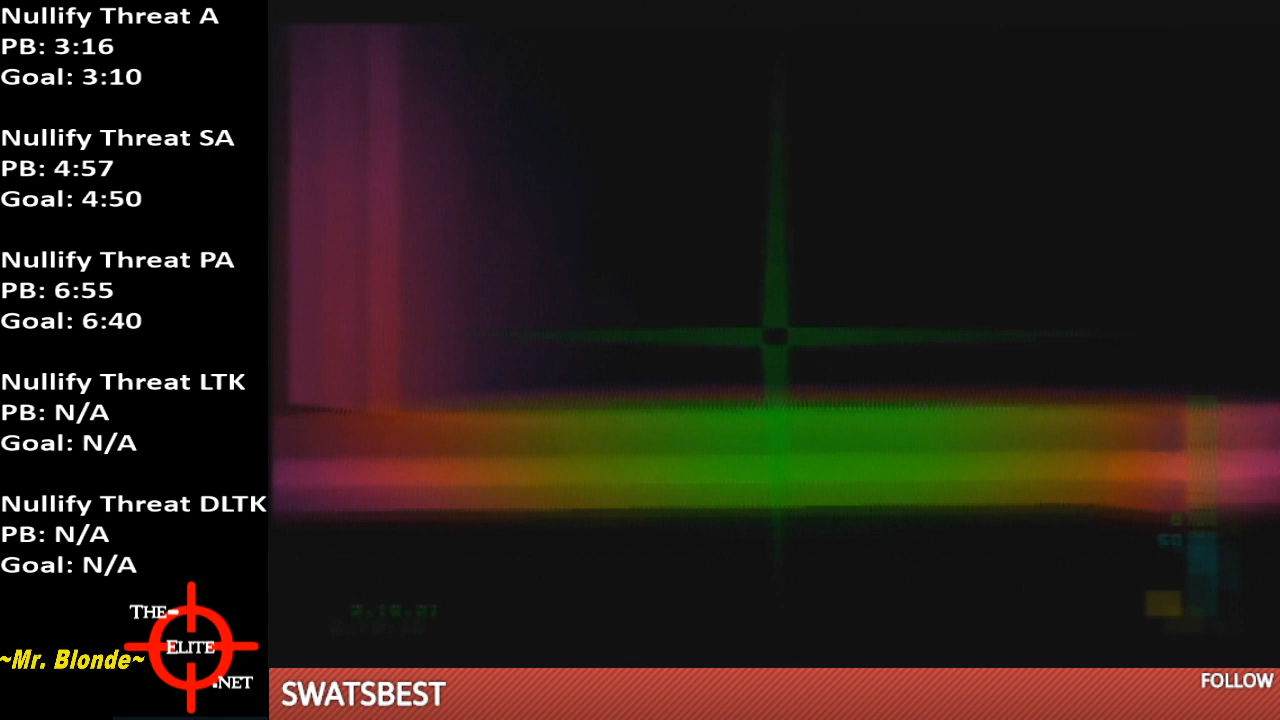 Nullify Threat A
PB: 3:16
Goal: 3:10
Nullify Threat SA
PB: 4:57
Goal: 4:50
Nullify Threat PA
PB: 6:55
Goal: 6:40
Nullify Threat LTK
PB: N/A
Goal: N/A
Nullify Threat DLTK
PB: N/A
Goal: N/A
THE-
ELITE
.NET
~Mr. Blonde~
SWATSBEST
FOLLOW